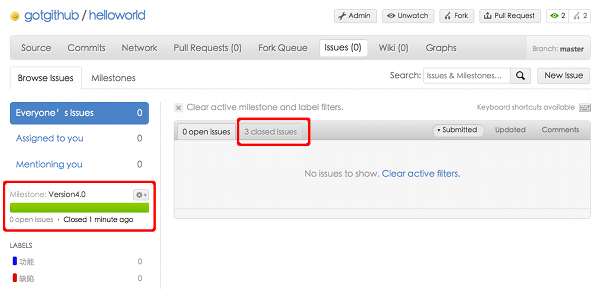 gotgithub / helloworld
Admin Unwatch Fork Pull Request 2 2
Source Commits Network Pull Requests (0) Fork Queue Issues (0) Wiki (0) Graphs Branch: master
Browse Issues Milestones Search: Issues & Milestones... New Issue
Everyone’s Issues 0
Assigned to you 0
Mentioning you 0
Milestone: Version4.0
0 open issues · Closed 1 minute ago
LABELS
功能 0
缺陷 0
Clear active milestone and label filters. Keyboard shortcuts available
0 open issues 3 closed issues • Submitted Updated Comments
No issues to show. Clear active filters.